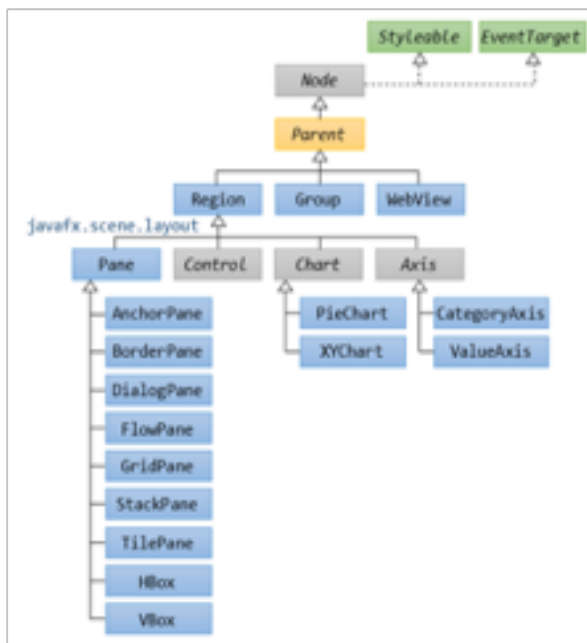 Styleable EventTarget
Node
Parent
Region Group WebView
javafx.scene.layout
Pane Control Chart Axis
AnchorPane PieChart CategoryAxis
BorderPane XYChart ValueAxis
DialogPane
FlowPane
GridPane
StackPane
TilePane
HBox
VBox